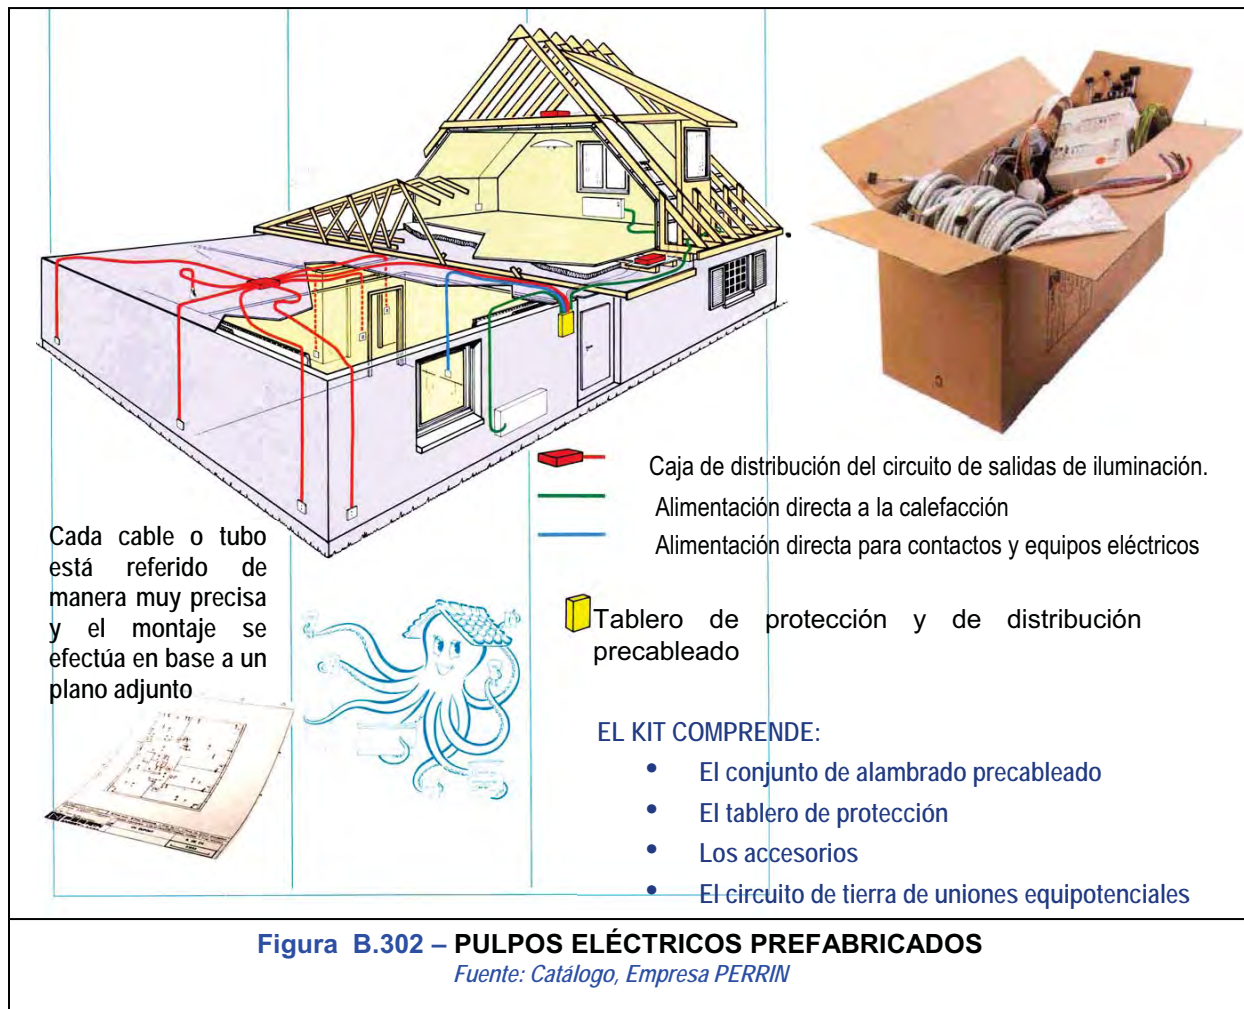 Caja de distribución del circuito de salidas de iluminación.
Alimentación directa a la calefacción
Alimentación directa para contactos y equipos eléctricos
Cada cable o tubo
está referido de
manera muy precisa
y el montaje se
efectúa en base a un
plano adjunto
Tablero de protección y de distribución
precableado
EL KIT COMPRENDE:
• El conjunto de alambrado precableado
• El tablero de protección
• Los accesorios
• El circuito de tierra de uniones equipotenciales
Figura B.302 – PULPOS ELÉCTRICOS PREFABRICADOS
Fuente: Catálogo, Empresa PERRIN